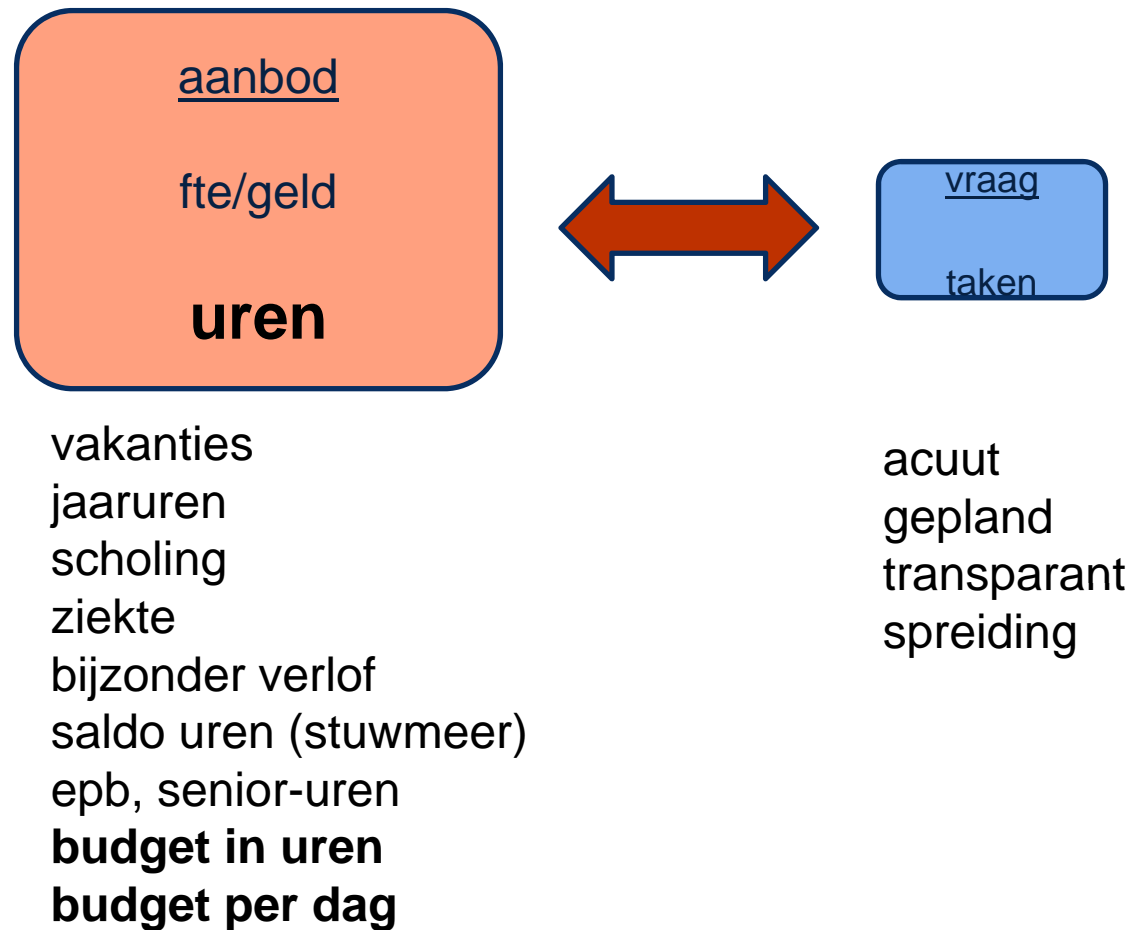 aanbod
fte/geld
uren
vraag
taken
vakanties
jaaruren
scholing
ziekte
bijzonder verlof
saldo uren (stuwmeer)
epb, senior-uren
budget in uren
budget per dag
acuut
gepland
transparant
spreiding